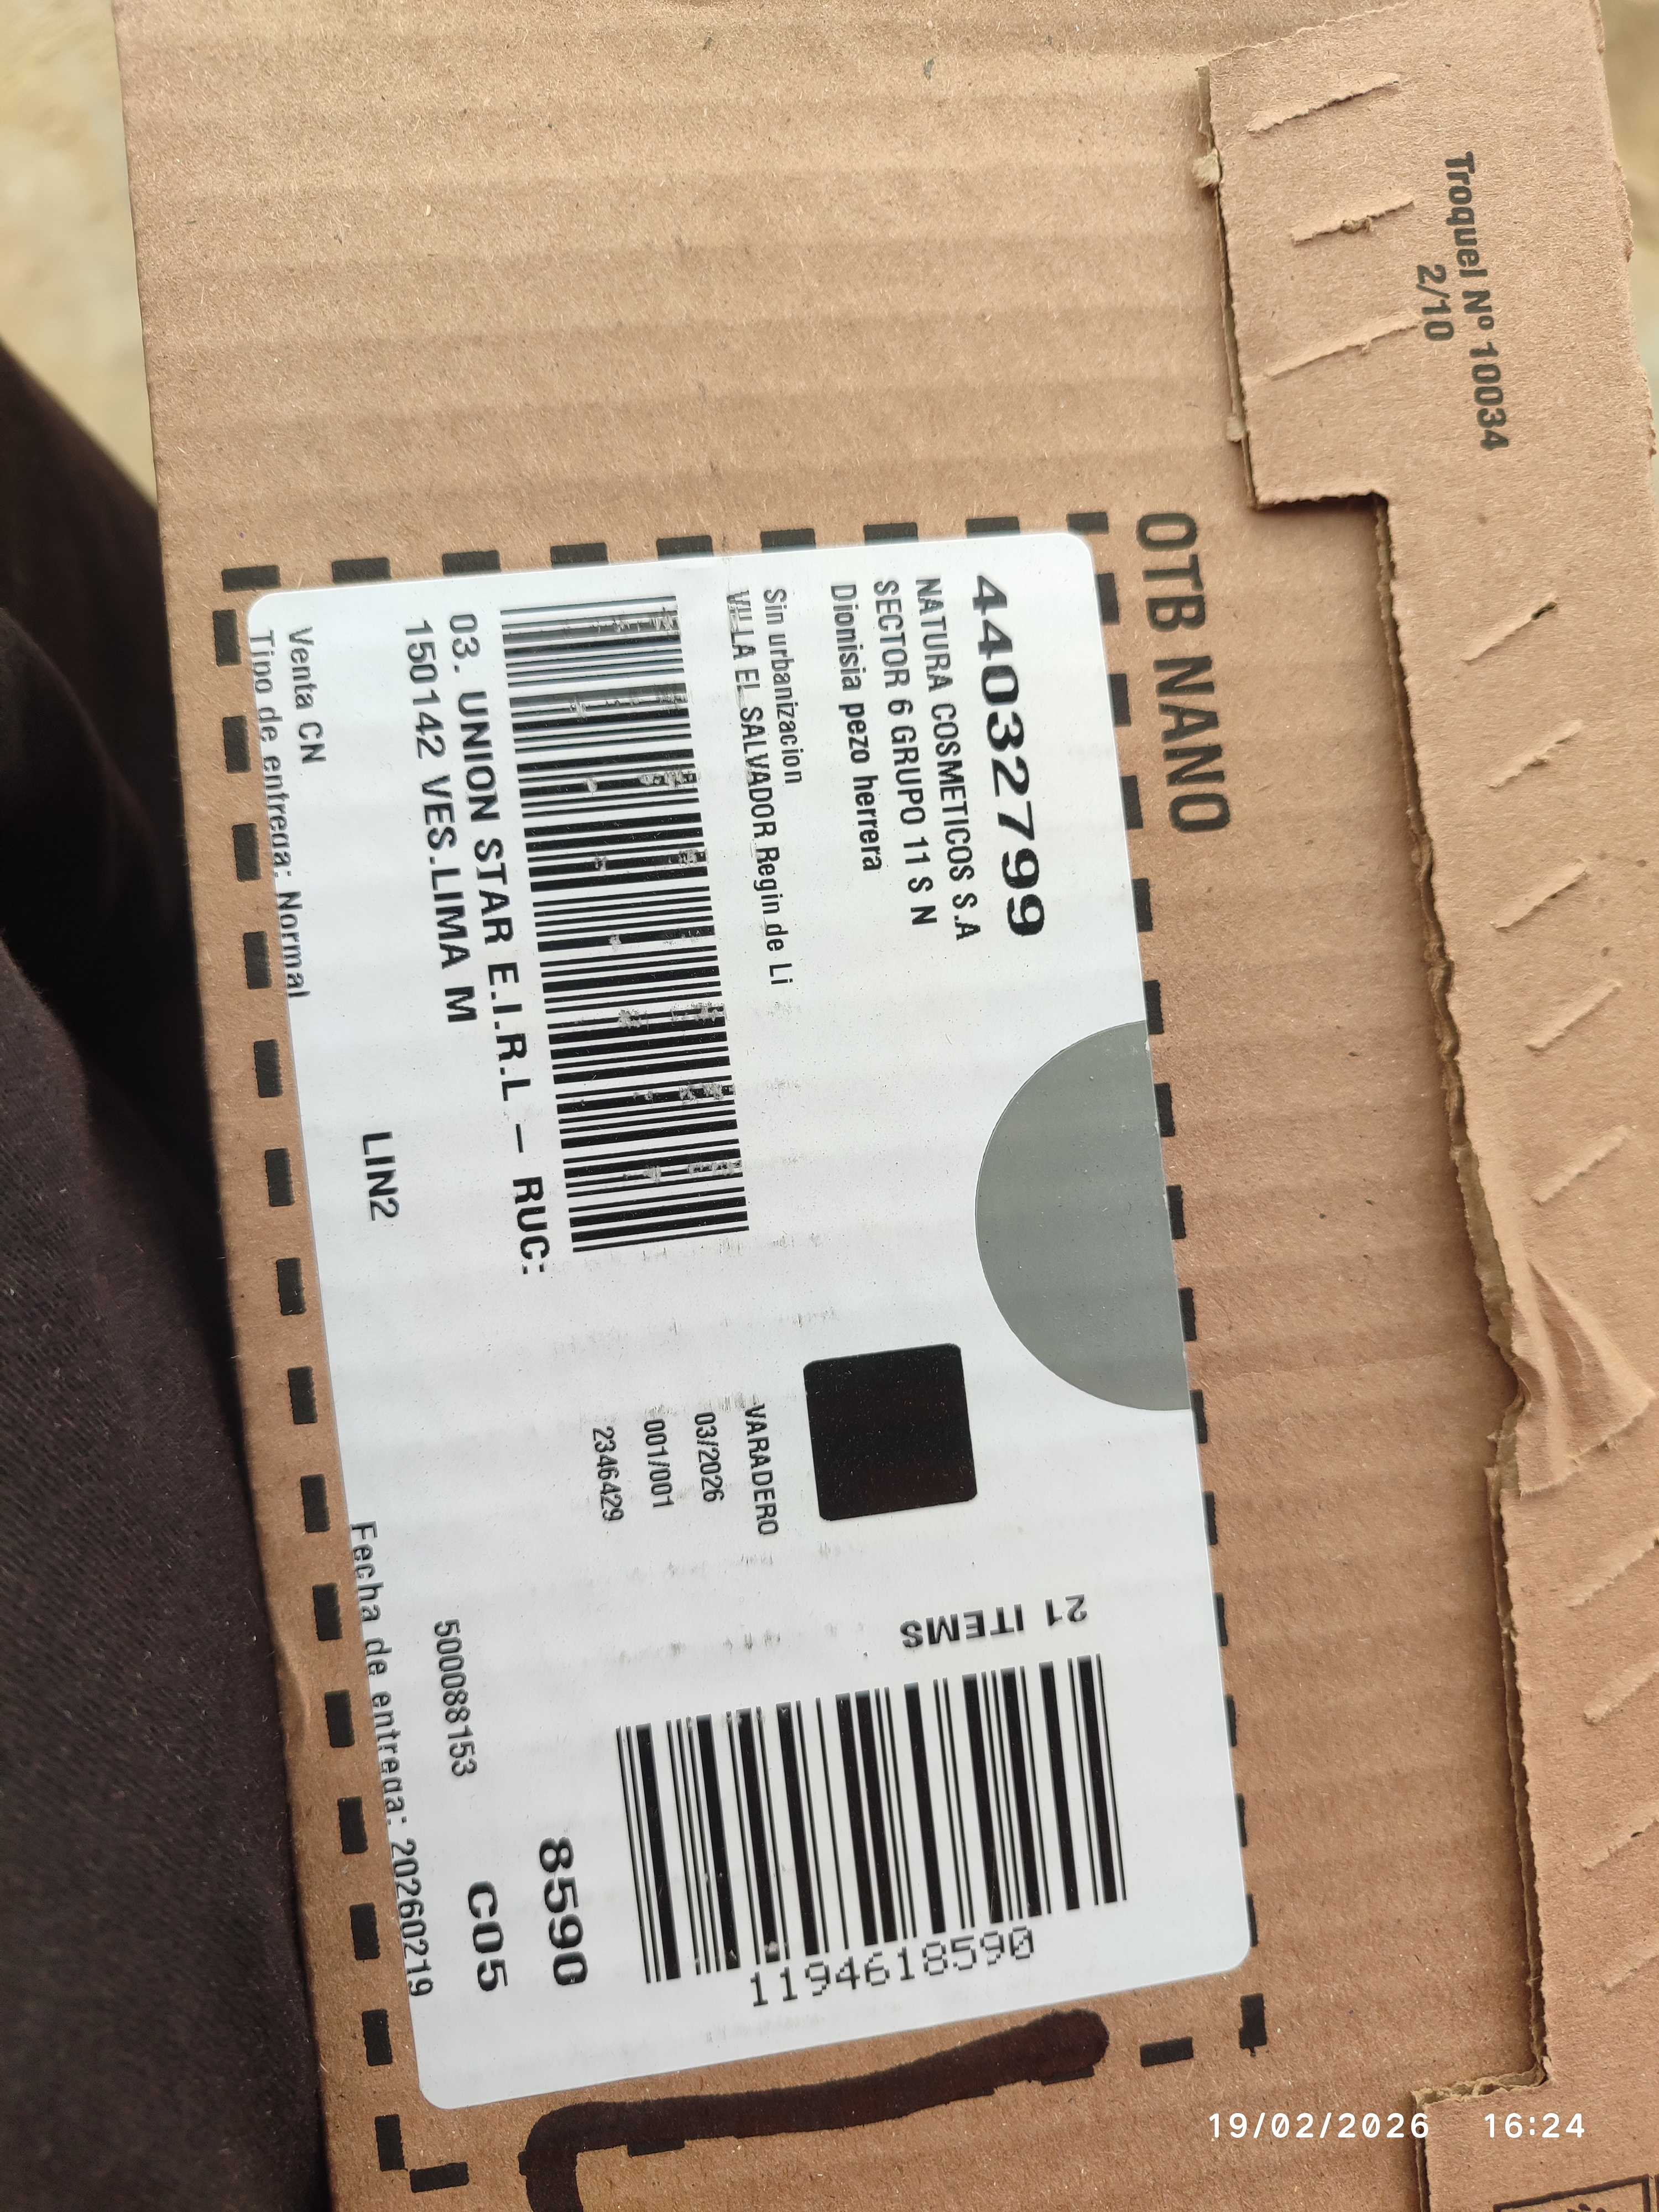 Troquel Nº 10034
2/10
OTB NANO
44032799
NATURA COSMETICOS S.A
SECTOR 6 GRUPO 11 S N
Dionisia pezo herrera
Sin urbanizacion
VILLA EL SALVADOR Regin de Li
03. UNION STAR E.I.R.L – RUC:
150142 VES.LIMA M
LIN2
Venta CN
Tipo de entrega: Normal
VARADERO
03/2026
001/001
2346429
21 ITEMS
1194618590
8590
C05
500088153
Fecha de entrega: 20260219
19/02/2026 16:24